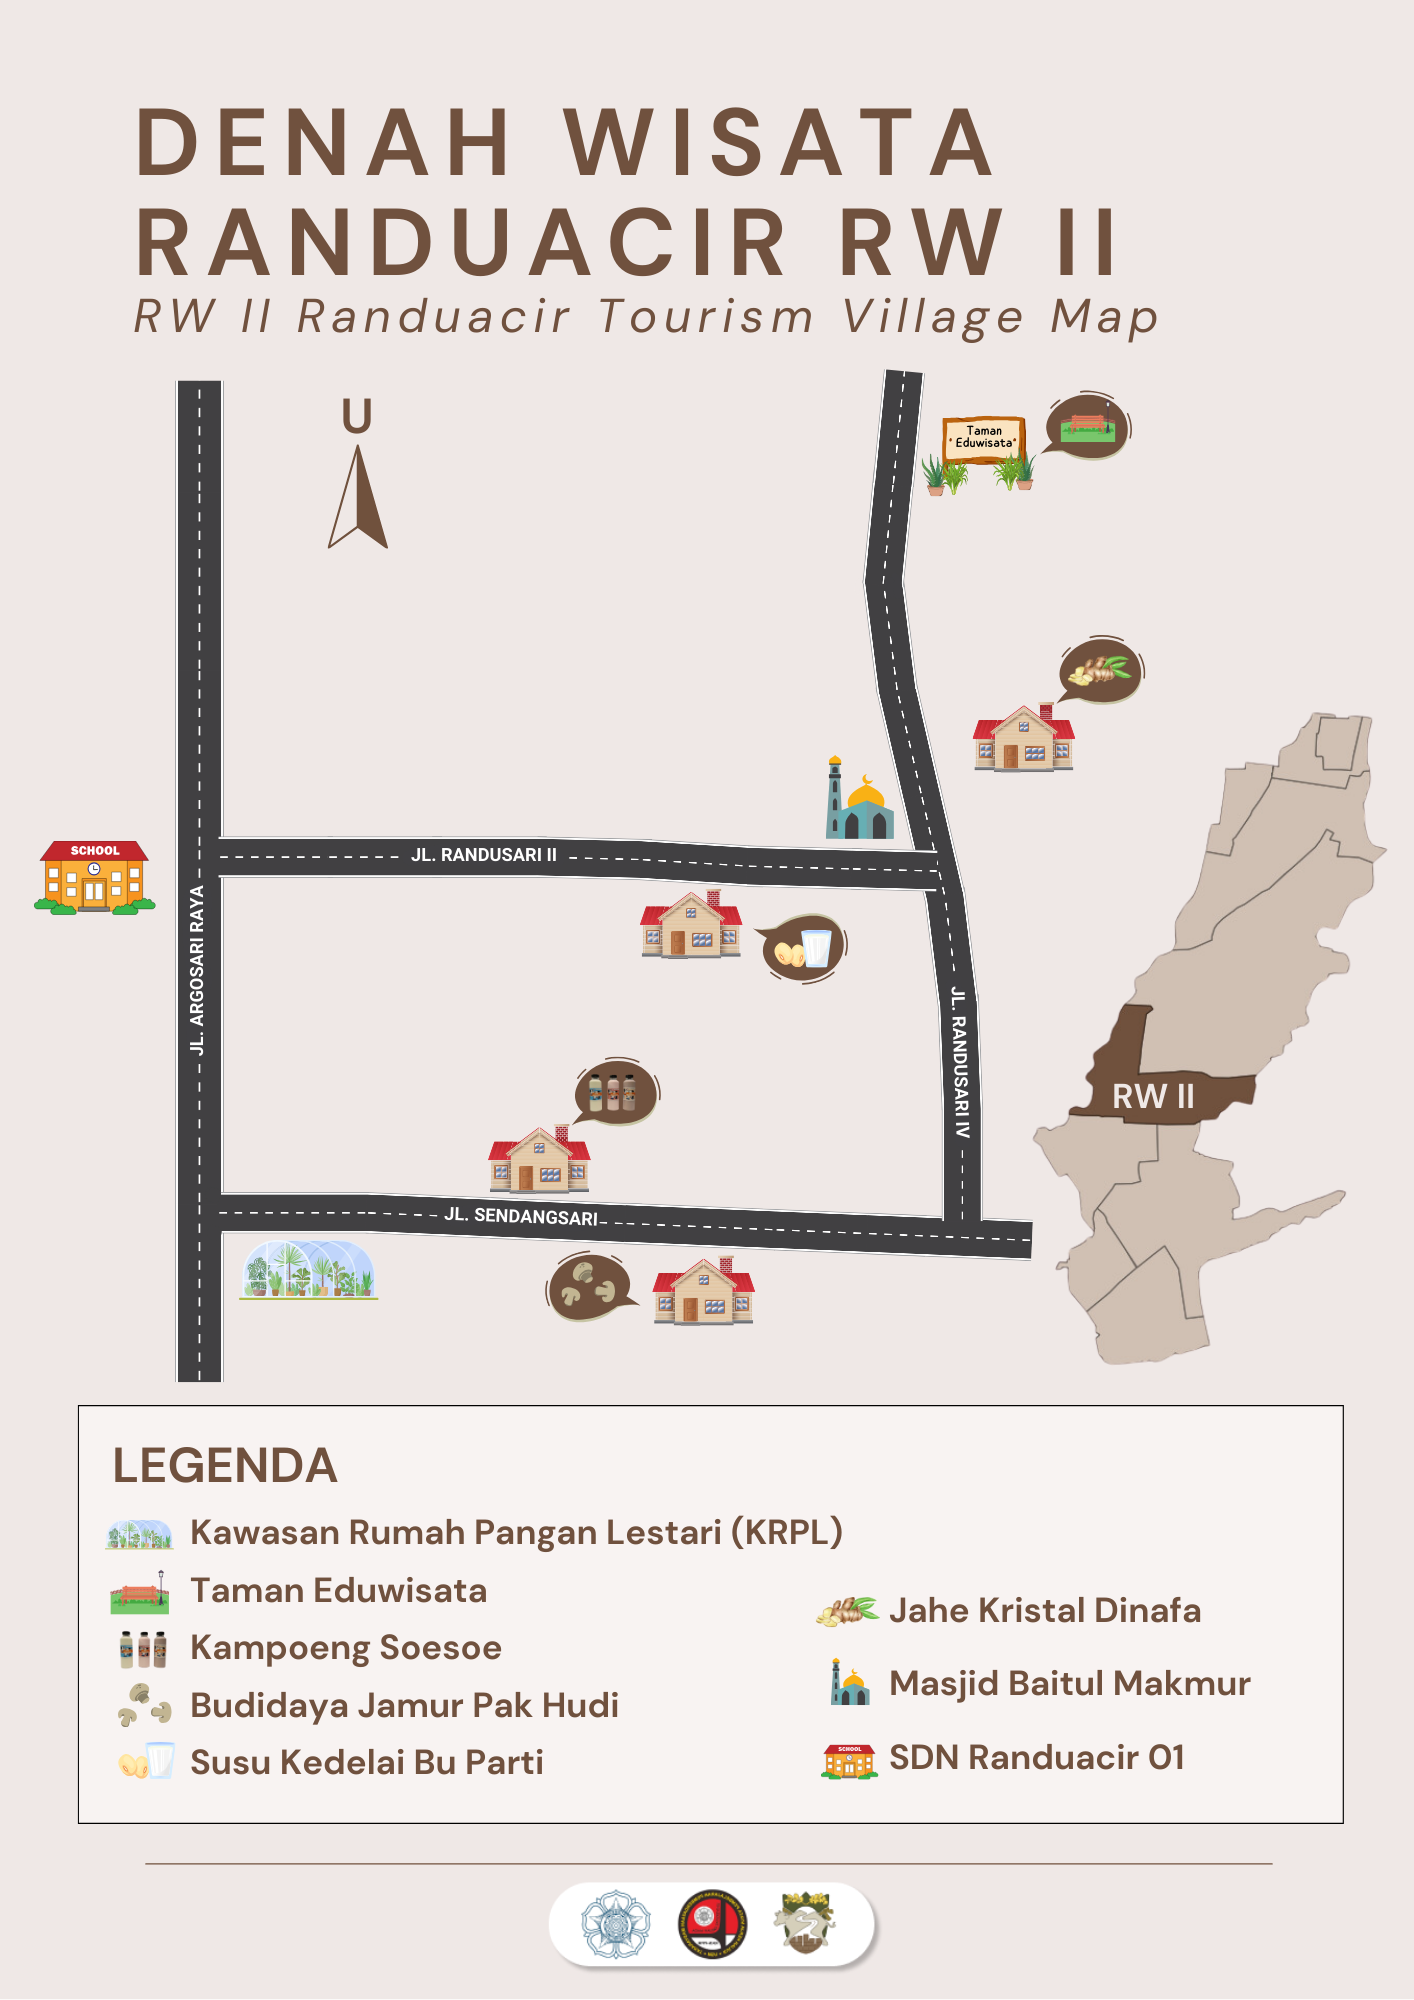 DENAH WISATA
RANDUACIR RW II
RW II Randuacir Tourism Village Map
U
Taman
"Eduwisata"
SCHOOL
JL. RANDUSARI II
JL. ARGOSARI RAYA
JL. RANDUSARI IV
RW II
JL. SENDANGSARI
LEGENDA
Kawasan Rumah Pangan Lestari (KRPL)
Taman Eduwisata
Kampoeng Soesoe
Budidaya Jamur Pak Hudi
Susu Kedelai Bu Parti
Jahe Kristal Dinafa
Masjid Baitul Makmur
SCHOOL
SDN Randuacir 01